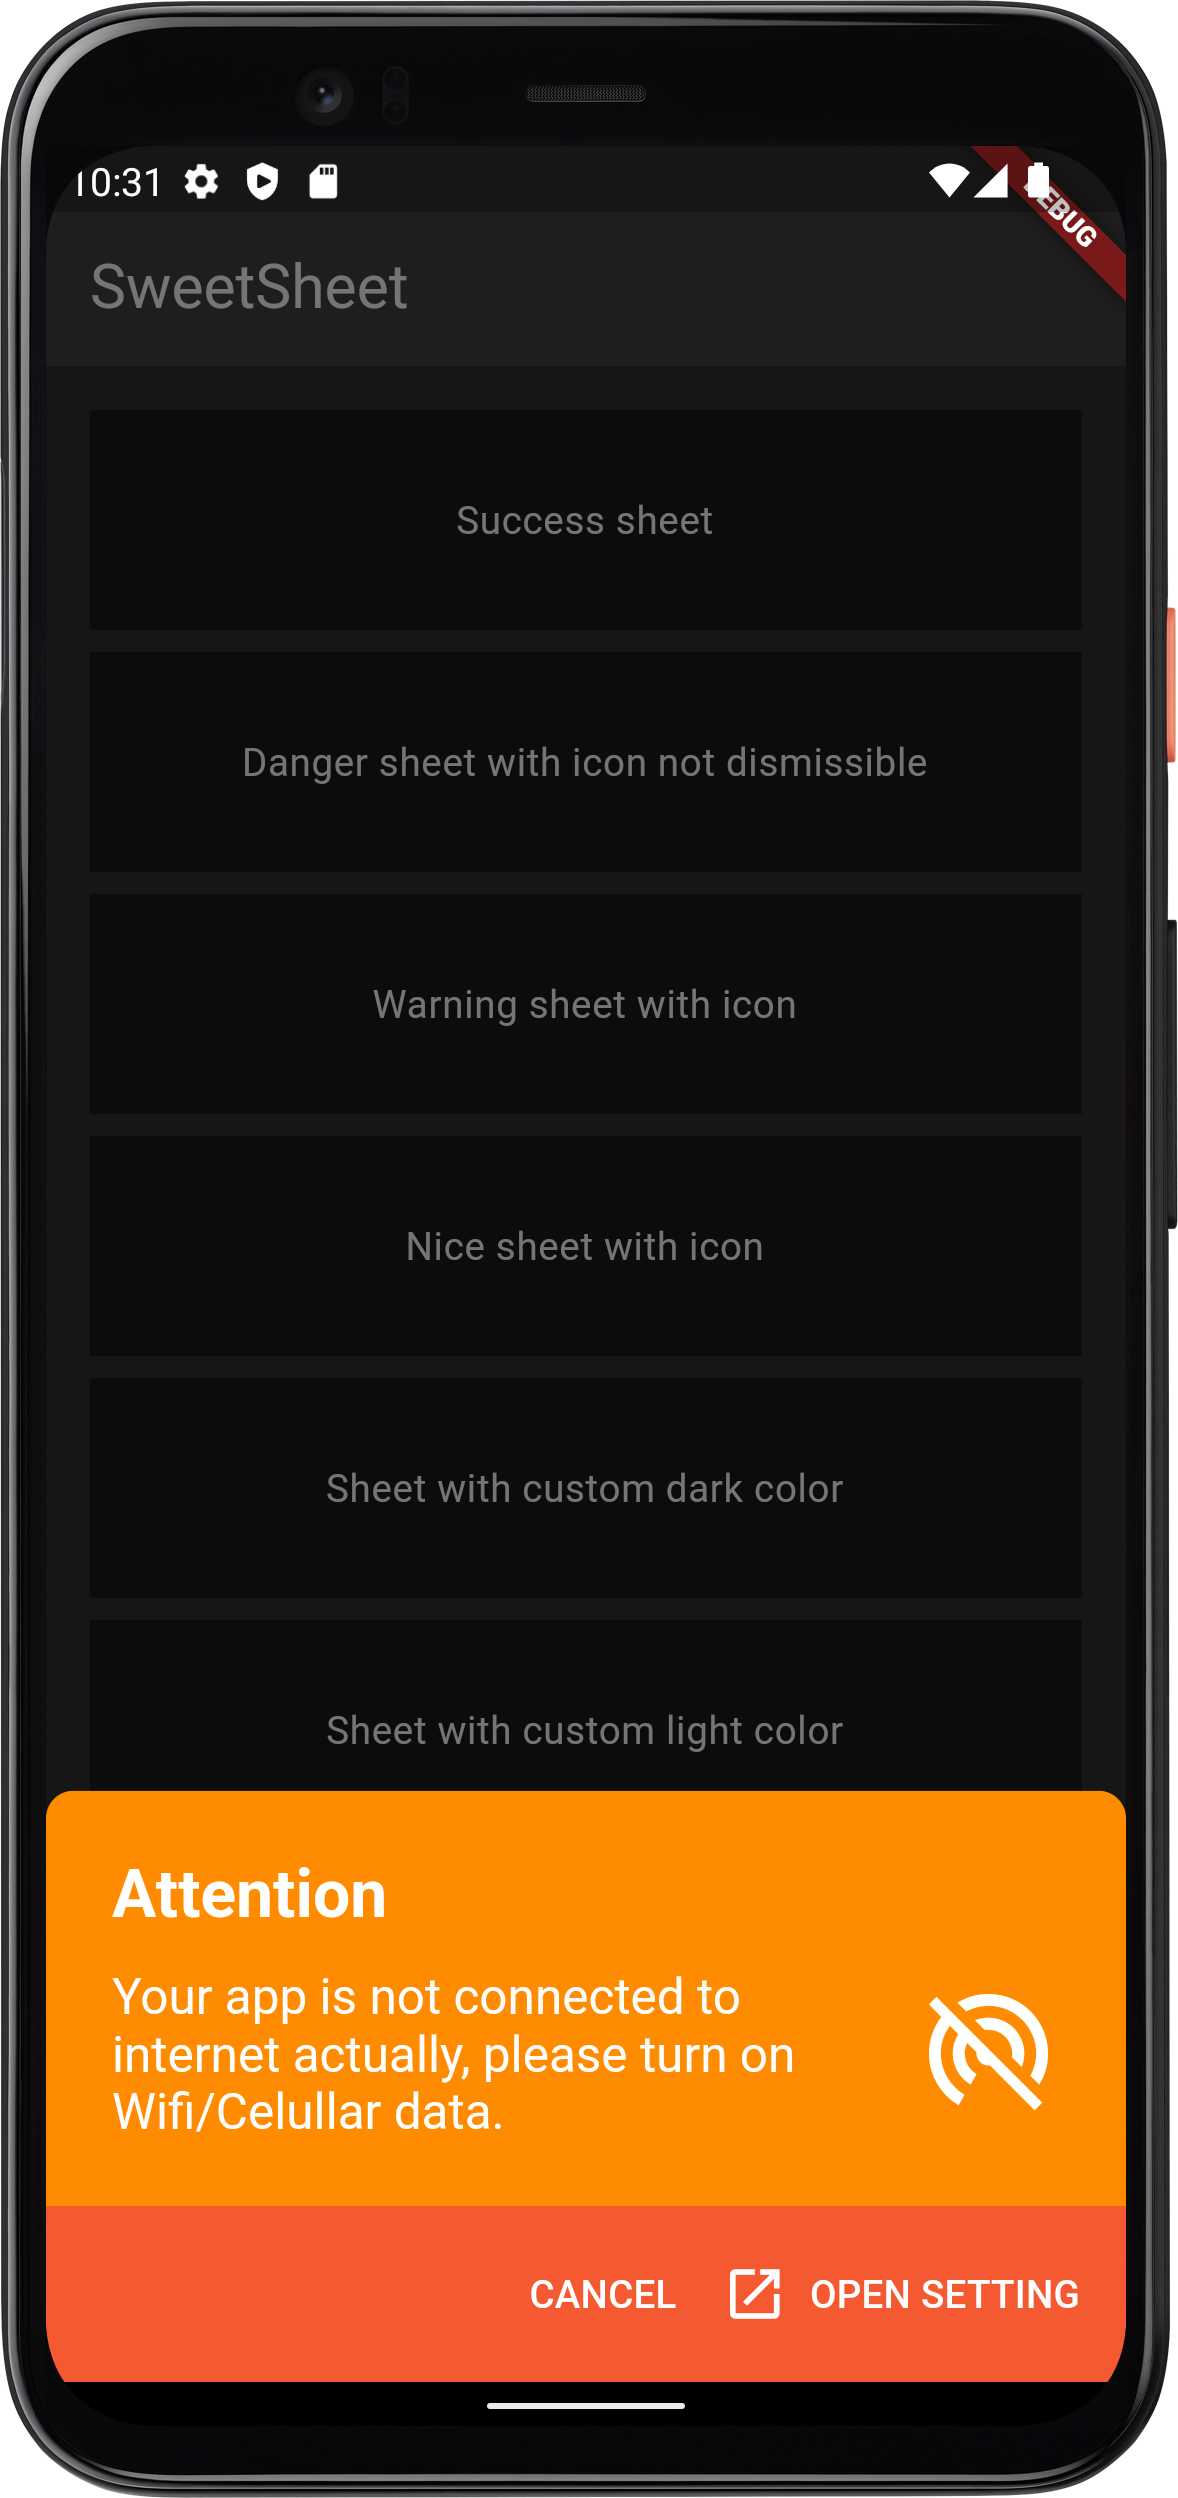 10:31
DEBUG
SweetSheet
Success sheet
Danger sheet with icon not dismissible
Warning sheet with icon
Nice sheet with icon
Sheet with custom dark color
Sheet with custom light color
Attention
Your app is not connected to
internet actually, please turn on
Wifi/Celullar data.
CANCEL
OPEN SETTING